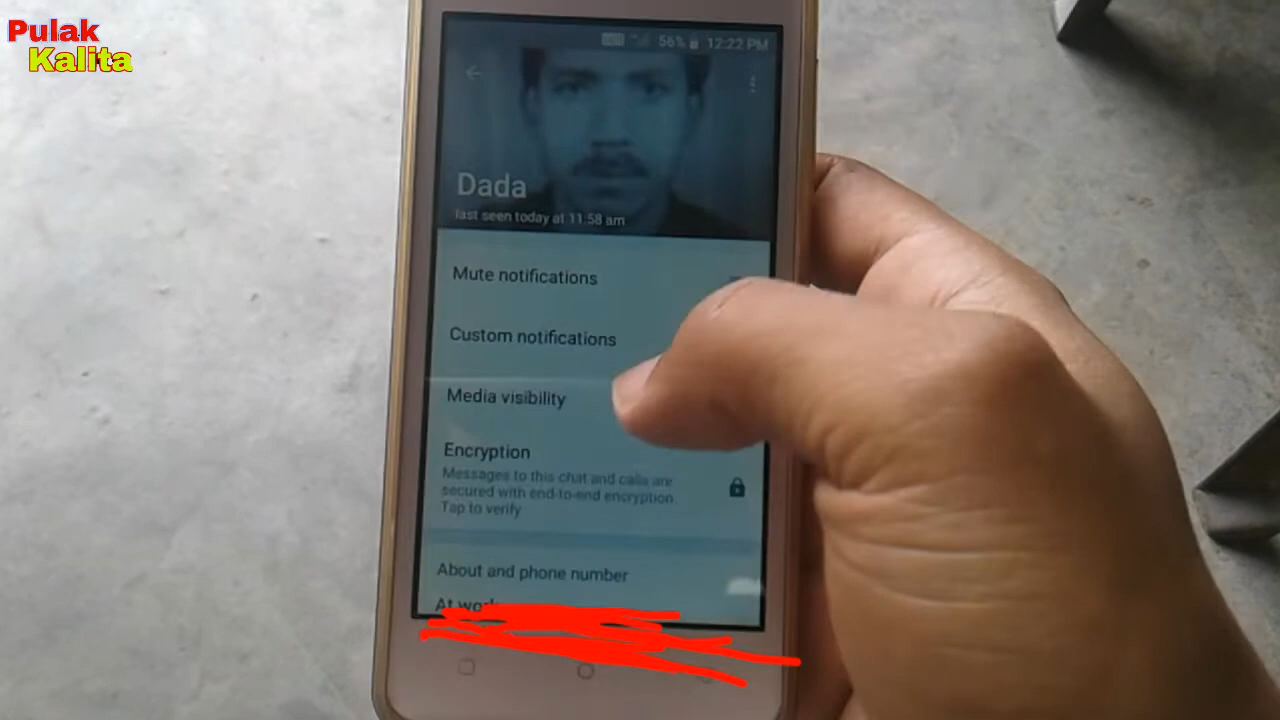 Pulak
Kalita
56% 12:22 PM
Dada
last seen today at 11:58 am
Mute notifications
Custom notifications
Media visibility
Encryption
Messages to this chat and calls are
secured with end-to-end encryption
Tap to verify
About and phone number
At work